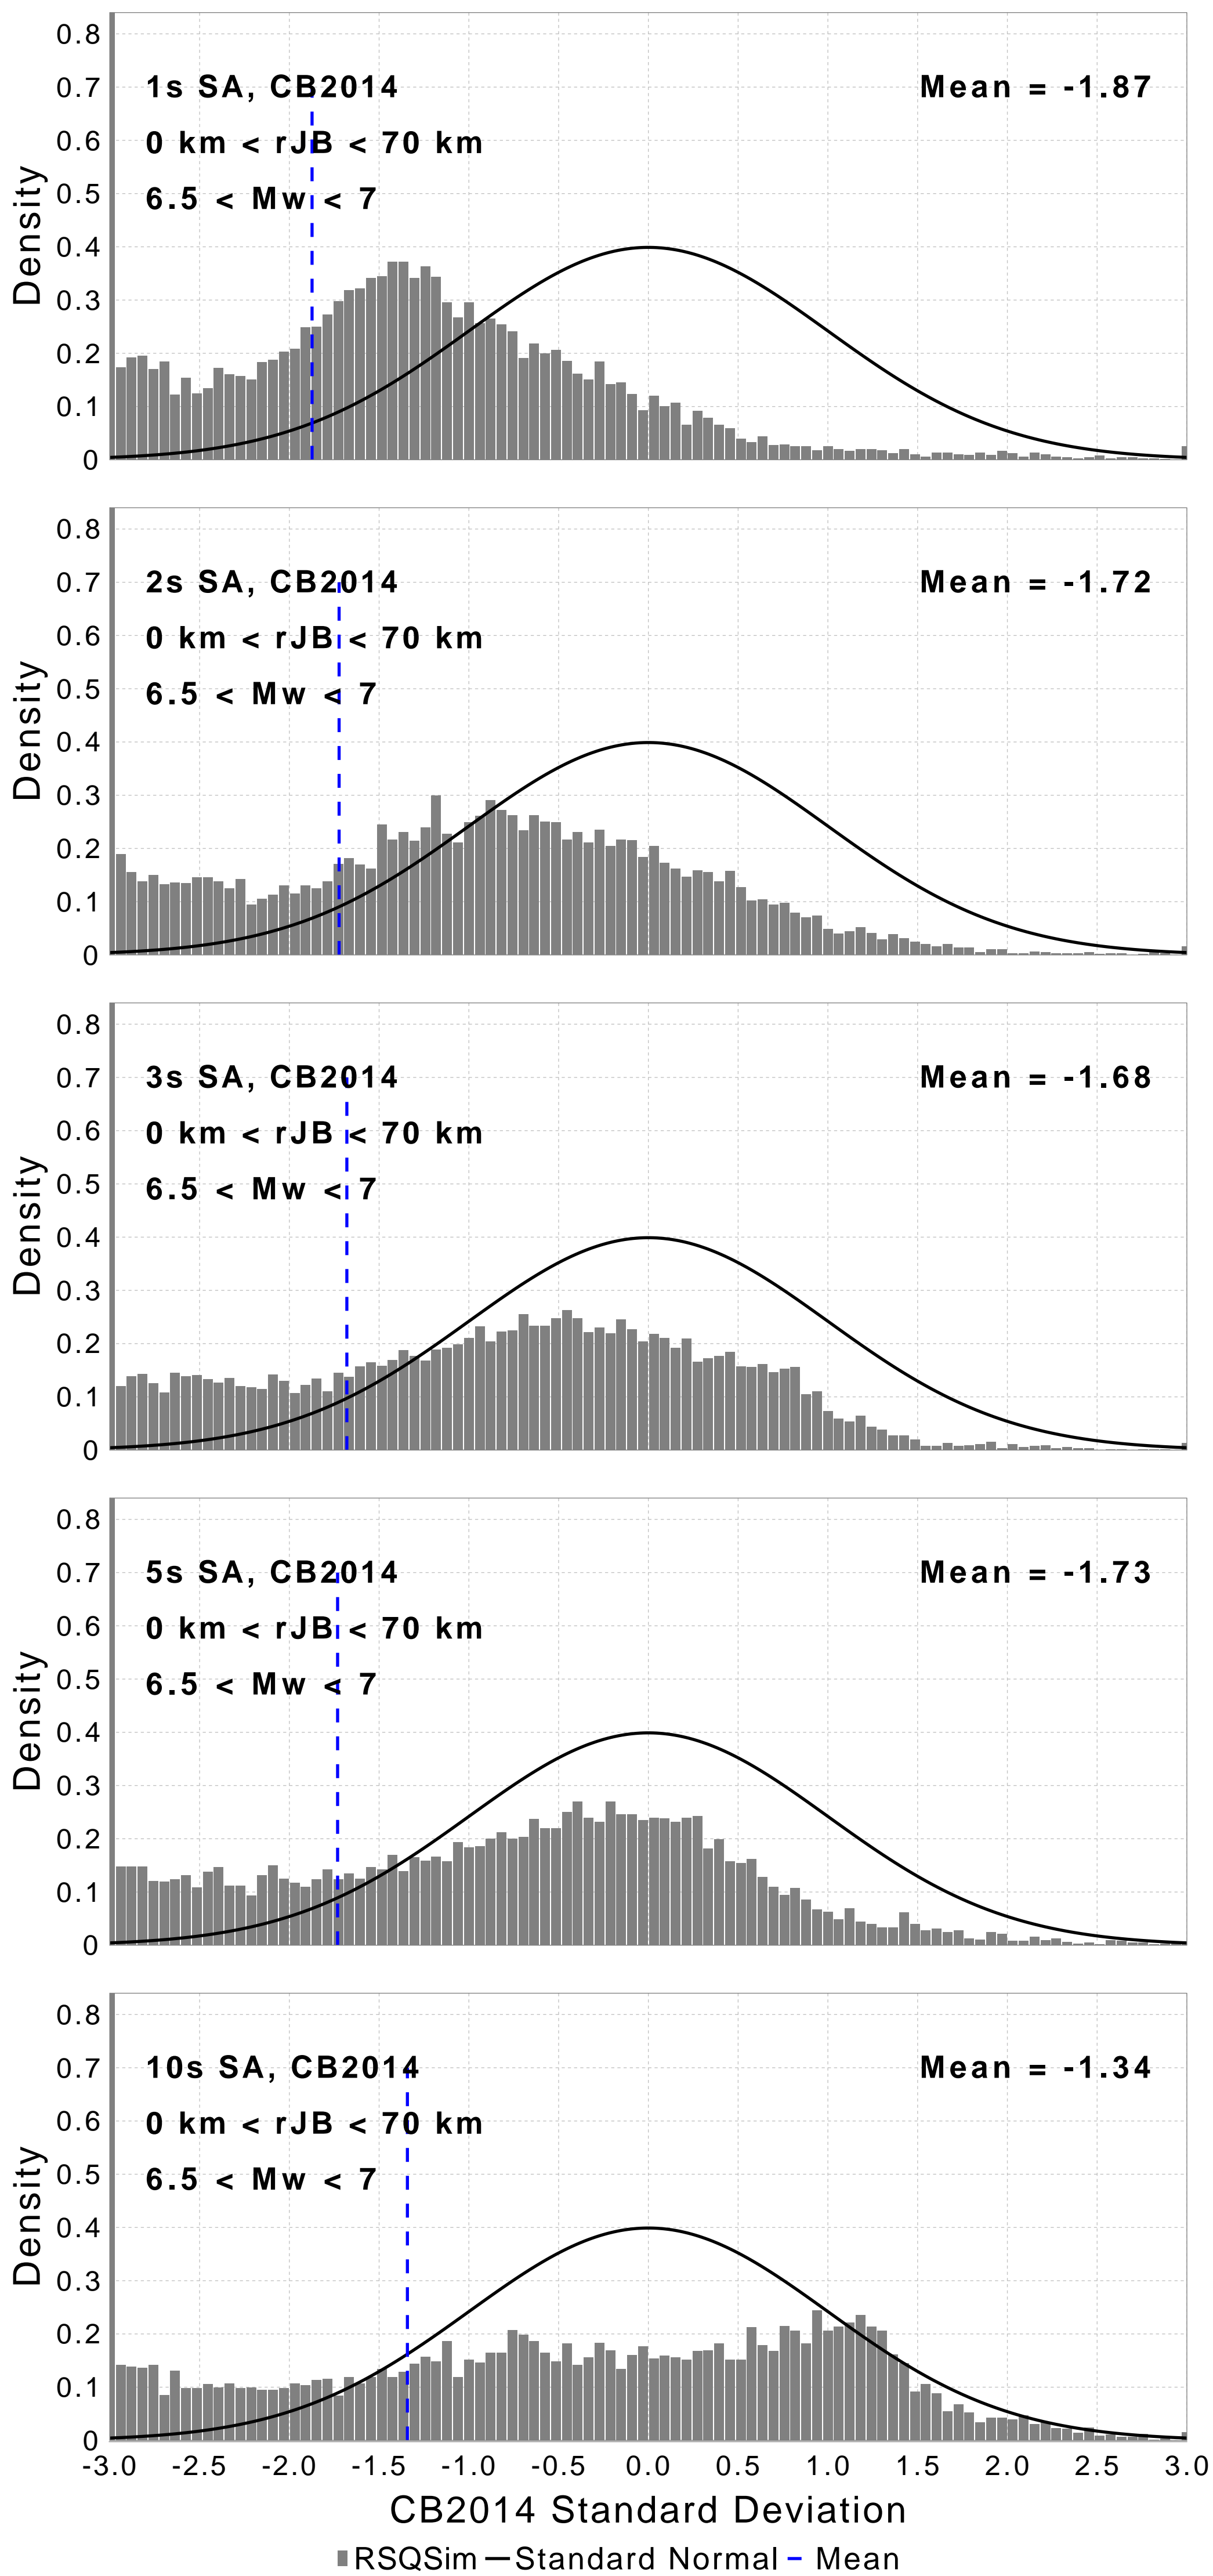 0.8
0.7
0.6
0.5
0.4
0.3
0.2
0.1
0
Density
1s SA, CB2014
Mean = -1.87
0 km < rJB < 70 km
6.5 < Mw < 7
0.8
0.7
0.6
0.5
0.4
0.3
0.2
0.1
0
Density
2s SA, CB2014
Mean = -1.72
0 km < rJB < 70 km
6.5 < Mw < 7
0.8
0.7
0.6
0.5
0.4
0.3
0.2
0.1
0
Density
3s SA, CB2014
Mean = -1.68
0 km < rJB < 70 km
6.5 < Mw < 7
0.8
0.7
0.6
0.5
0.4
0.3
0.2
0.1
0
Density
5s SA, CB2014
Mean = -1.73
0 km < rJB < 70 km
6.5 < Mw < 7
0.8
0.7
0.6
0.5
0.4
0.3
0.2
0.1
0
Density
10s SA, CB2014
Mean = -1.34
0 km < rJB < 70 km
6.5 < Mw < 7
-3.0 -2.5 -2.0 -1.5 -1.0 -0.5 0.0 0.5 1.0 1.5 2.0 2.5 3.0
CB2014 Standard Deviation
RSQSim Standard Normal Mean